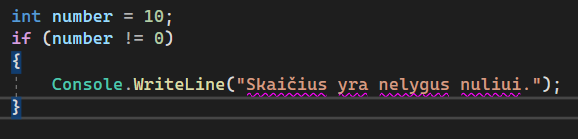 int number = 10;
if (number != 0)
{
    Console.WriteLine("Skaičius yra nelygus nuliui.");
}